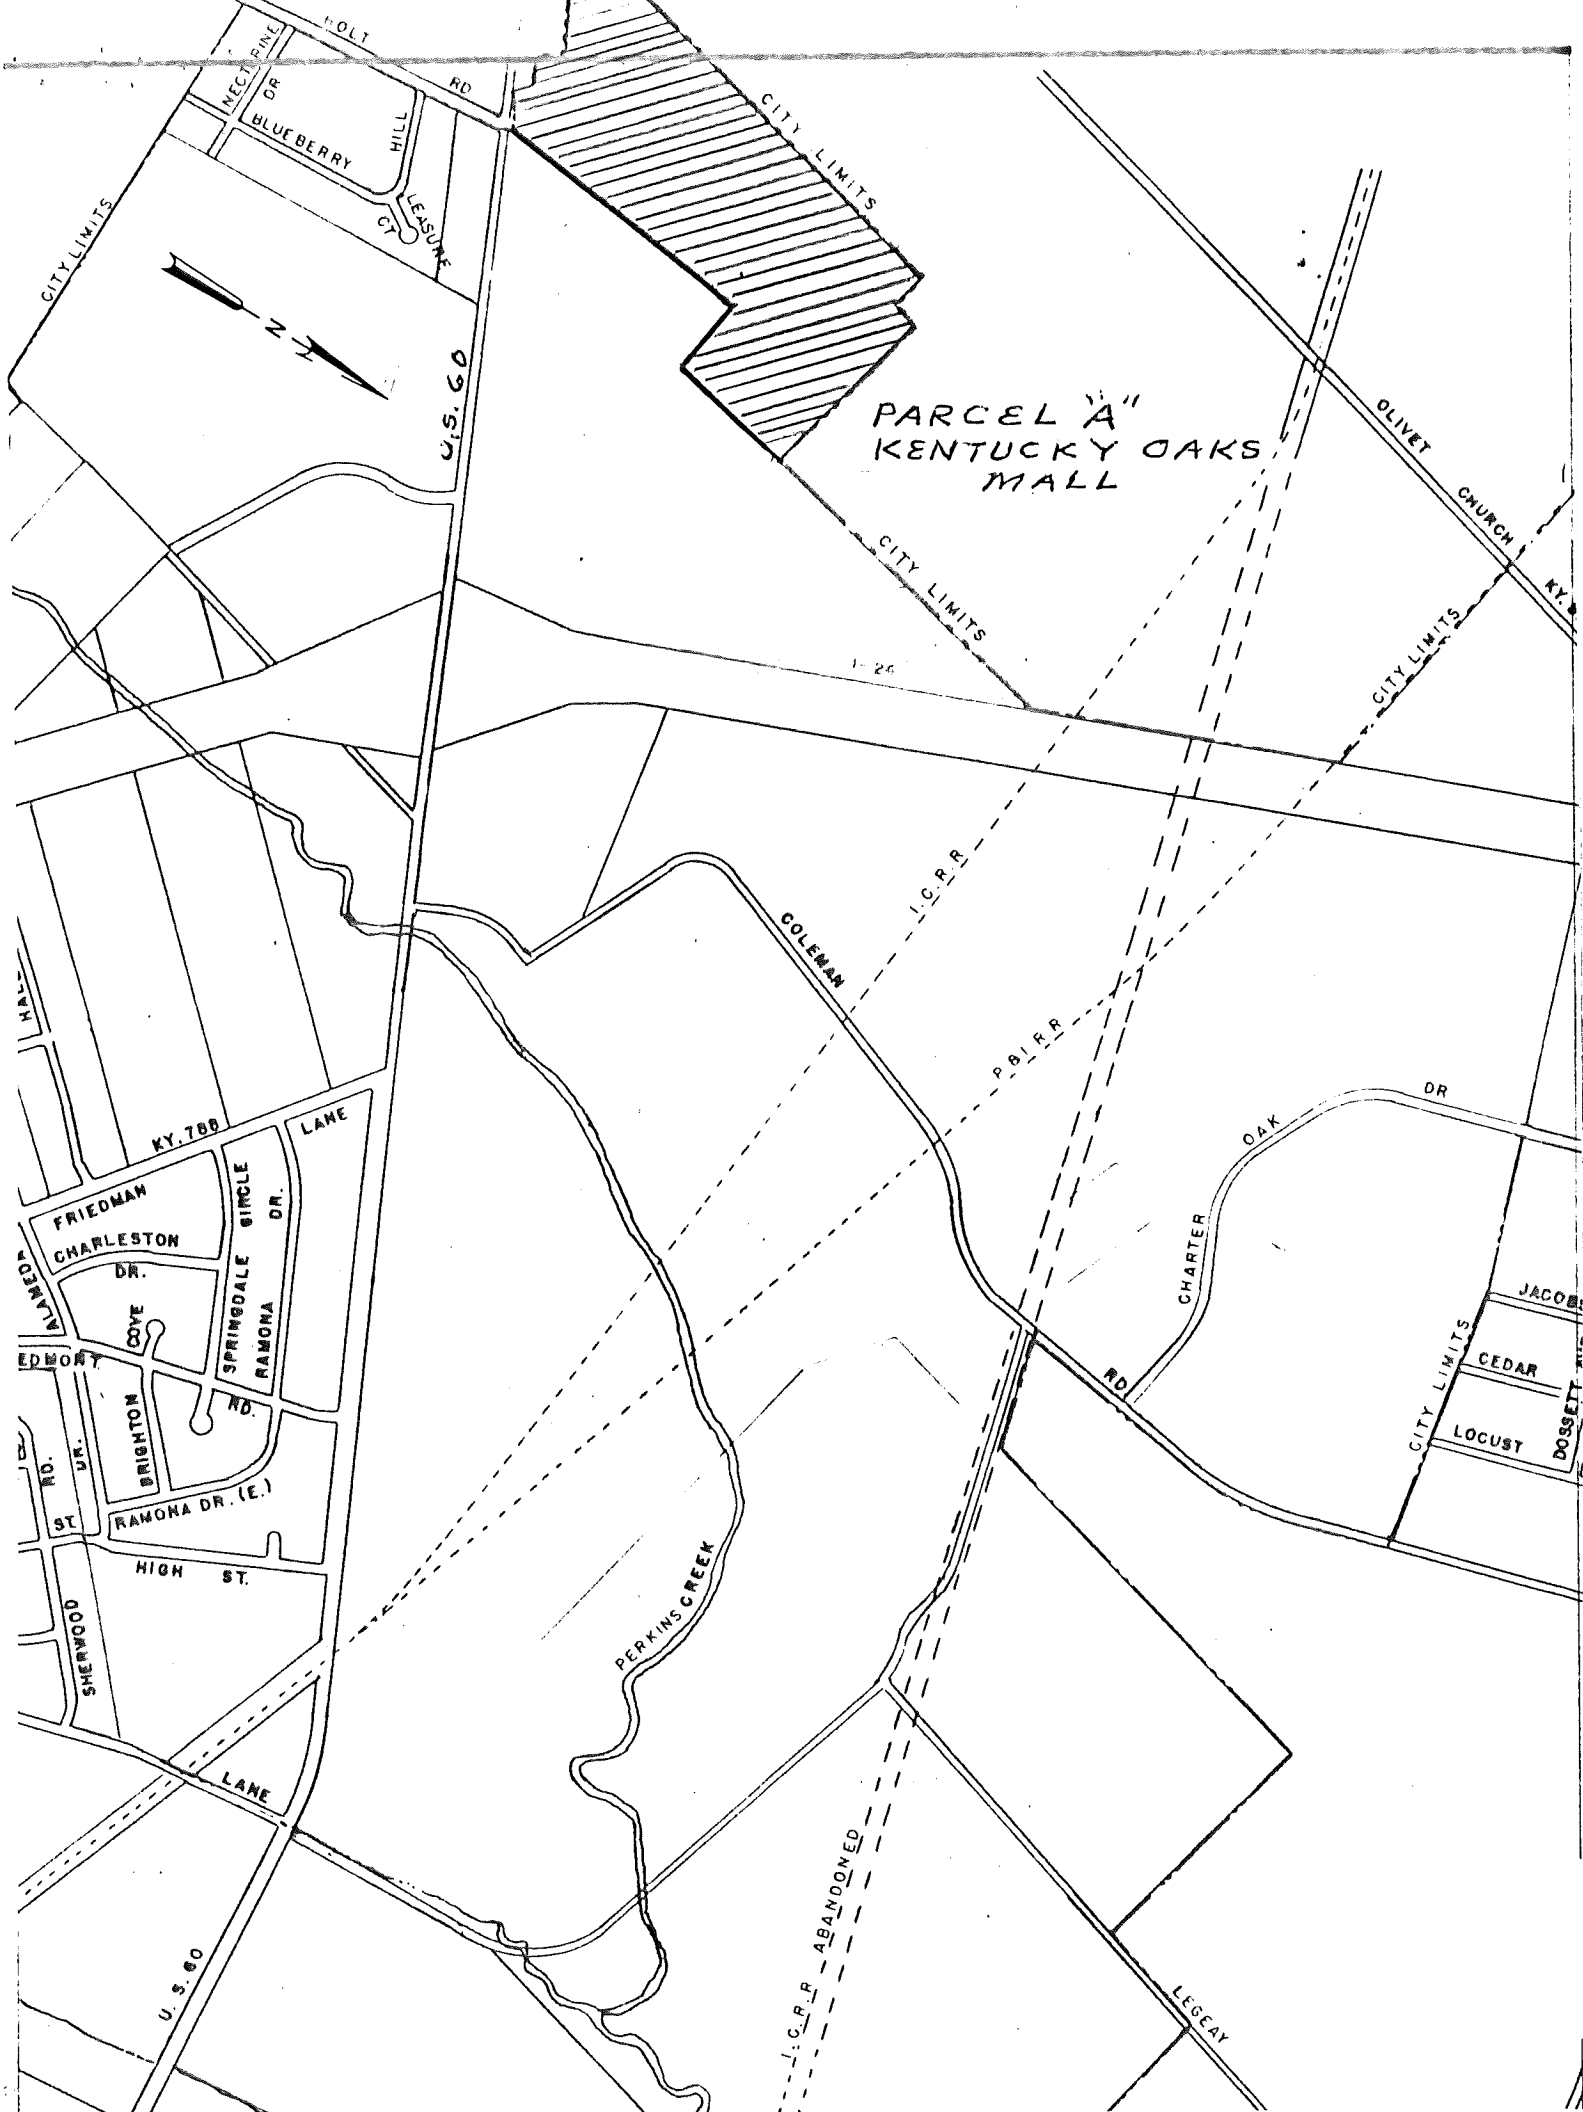 HOLT
RD
NECTARINE
DR
BLUEBERRY
HILL
LEASURE
CT
CITY LIMITS
CITY LIMITS
N
U.S. 60
PARCEL "A"
KENTUCKY OAKS
MALL
OLIVET
CHURCH
KY.
CITY LIMITS
CITY LIMITS
I-24
I.C.R.R
COLEMAN
P&I.R R
OAK
DR
CHARTER
RD
KY. 788
LANE
FRIEDMAN
CHARLESTON
DR.
SPRINGDALE CIRCLE
RAMONA
DR.
ALAMEDA
COVE
BRIGHTON
EDMONT
RD.
RD.
DR.
ST.
RAMONA DR. (E.)
HIGH ST.
SHERWOOD
LANE
U.S. 60
PERKINS CREEK
I.C.R.R ABANDONED
LEGEAY
CITY LIMITS
JACOBS
CEDAR
LOCUST
DOSSETT